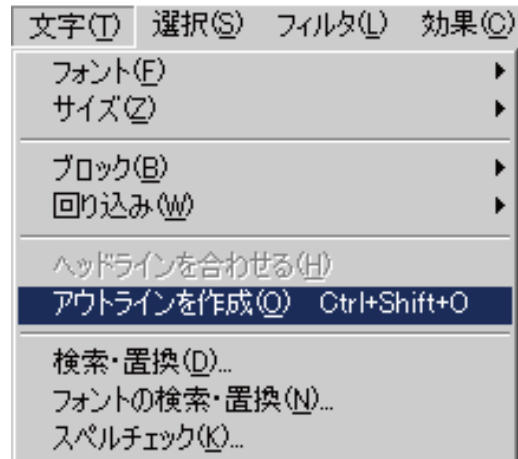 文字(T) 選択(S) フィルタ(L) 効果(C)
フォント(F)
サイズ(Z)
ブロック(B)
回り込み(W)
ヘッドラインを合わせる(H)
アウトラインを作成(O) Ctrl+Shift+O
検索・置換(D)...
フォントの検索・置換(N)...
スペルチェック(K)...